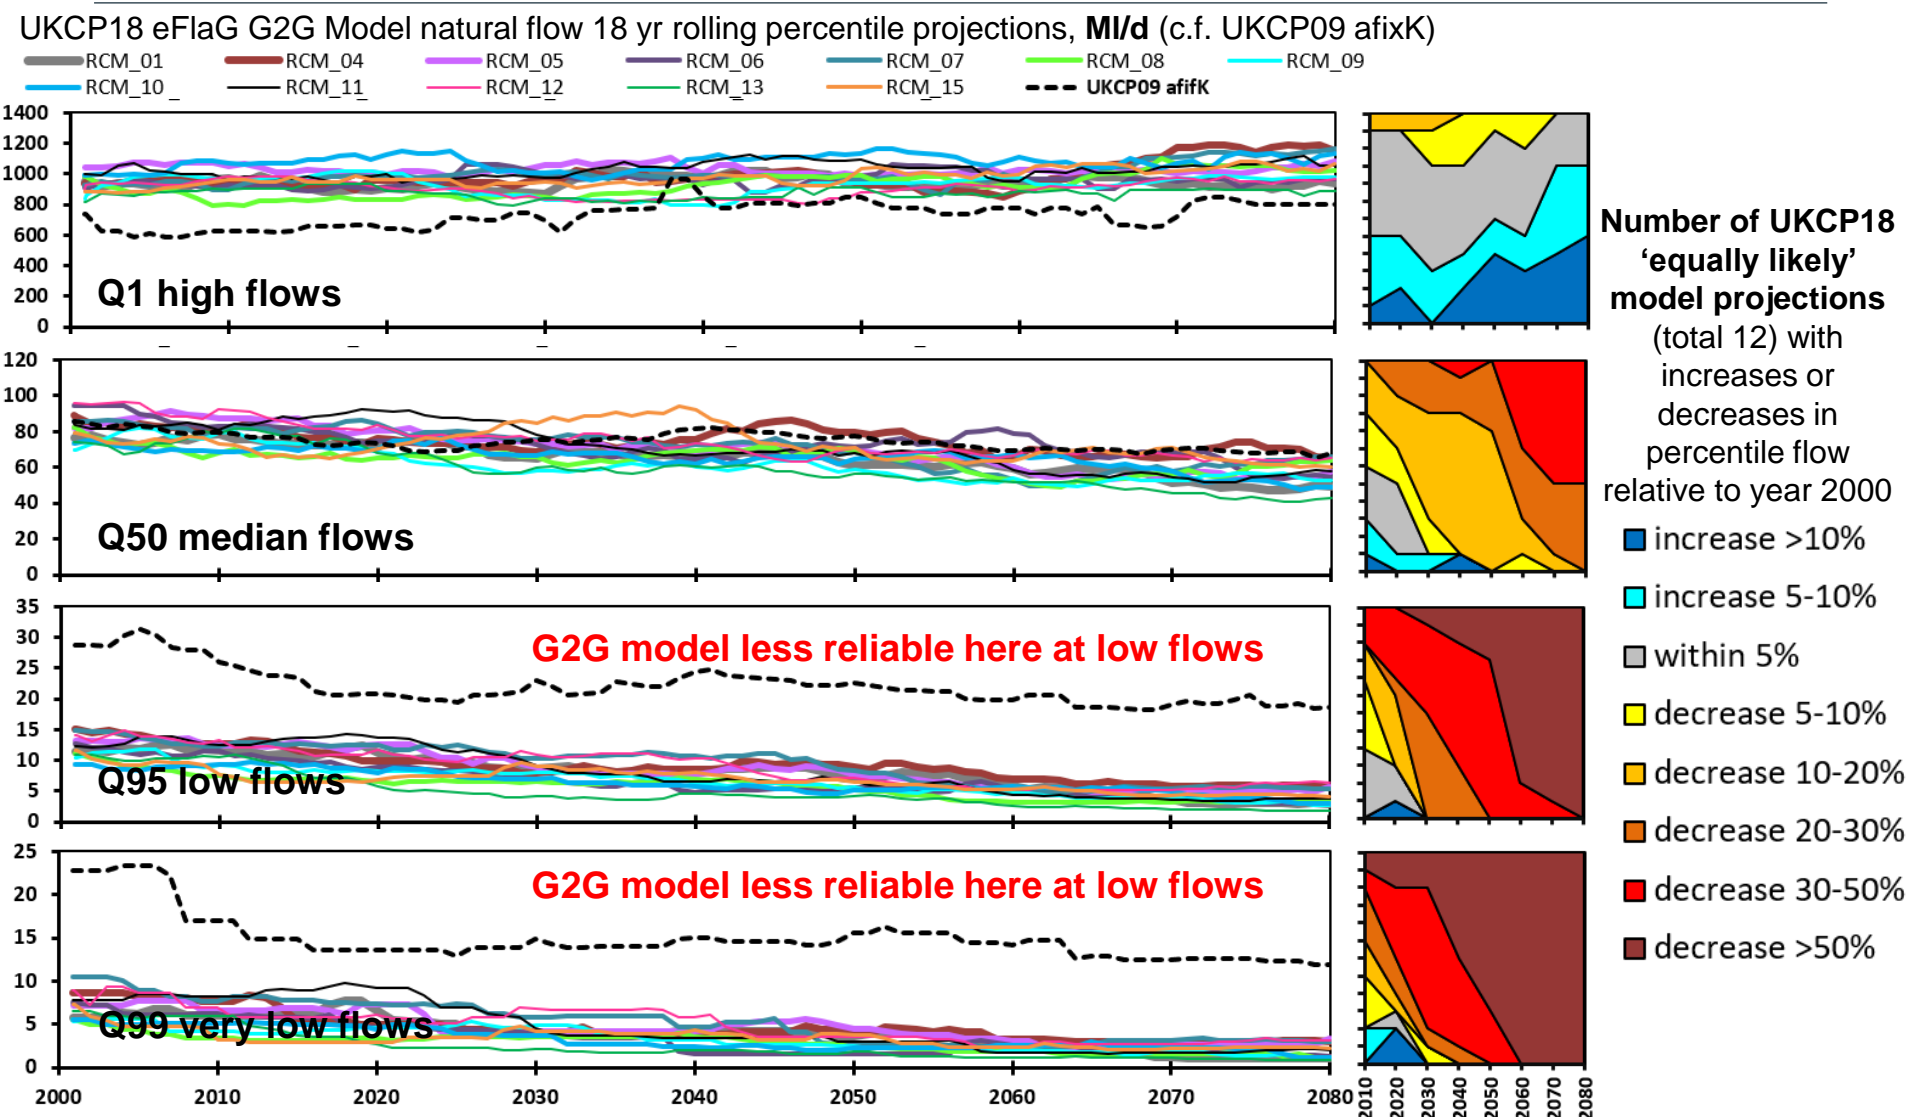 UKCP18 eFlaG G2G Model natural flow 18 yr rolling percentile projections, Ml/d (c.f. UKCP09 afixK)
RCM_01 RCM_04 RCM_05 RCM_06 RCM_07 RCM_08 RCM_09
RCM_10 _ RCM_11_ RCM_12 RCM_13 RCM_15 UKCP09 afifK
1400
1200
1000
800
600
400
200
0
Q1 high flows
120
100
80
60
40
20
0
Q50 median flows
35
30
25
20
15
10
5
0
G2G model less reliable here at low flows
Q95 low flows
25
20
15
10
5
0
G2G model less reliable here at low flows
Q99 very low flows
2000 2010 2020 2030 2040 2050 2060 2070 2080
2010 2020 2030 2040 2050 2060 2070 2080
Number of UKCP18
‘equally likely’
model projections
(total 12) with
increases or
decreases in
percentile flow
relative to year 2000
increase >10%
increase 5-10%
within 5%
decrease 5-10%
decrease 10-20%
decrease 20-30%
decrease 30-50%
decrease >50%